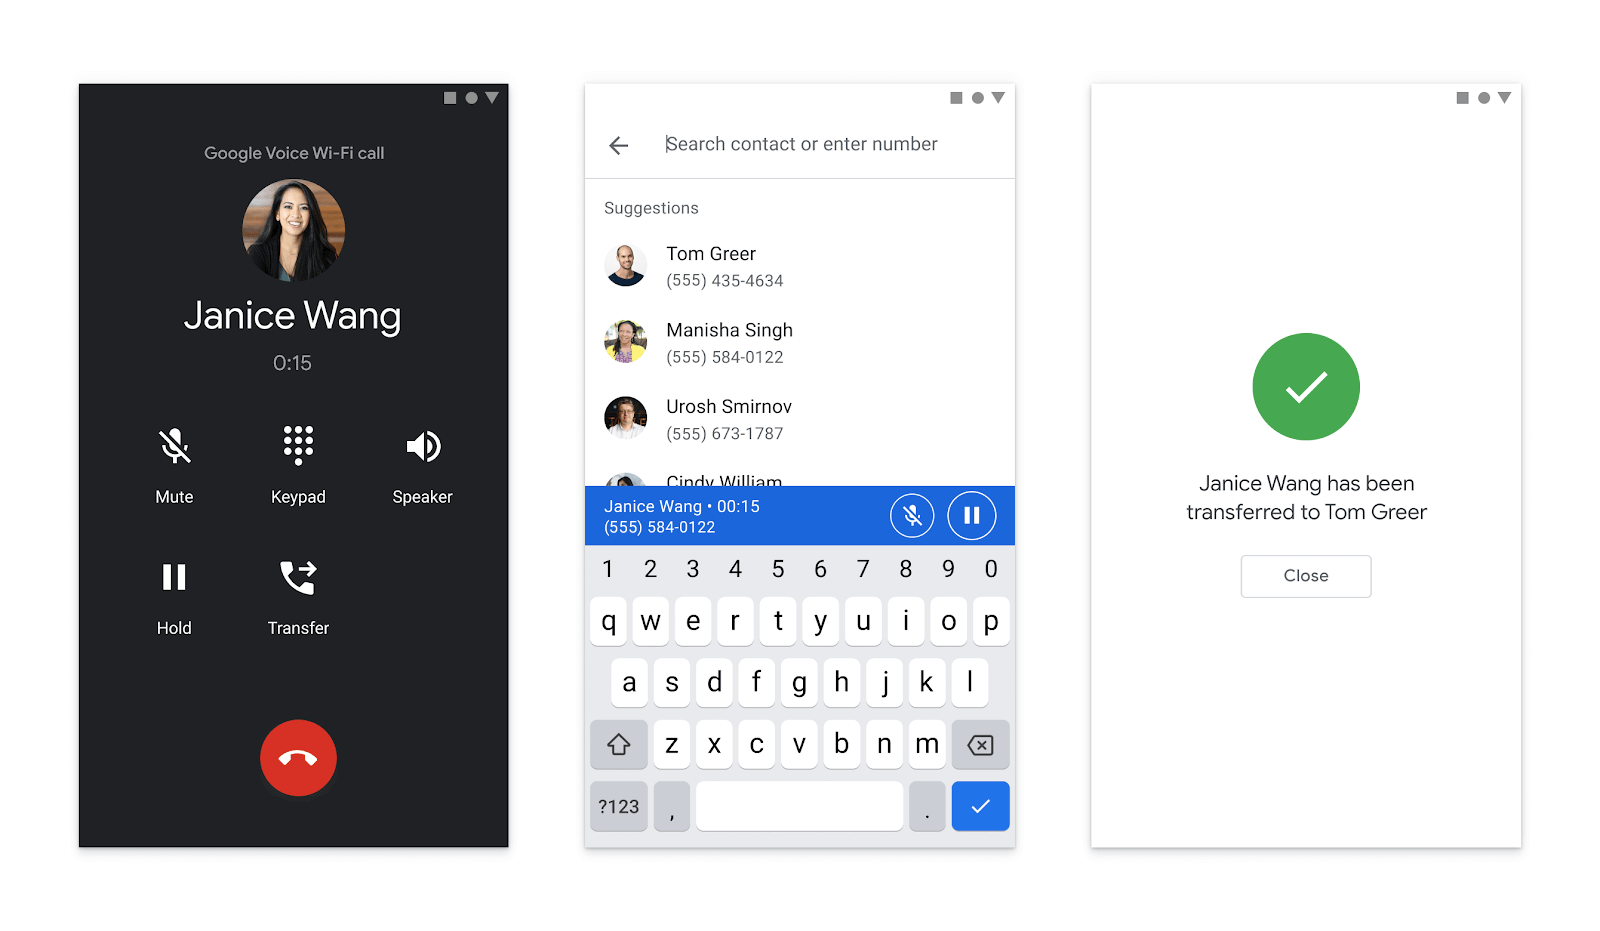 Google Voice Wi-Fi call
Janice Wang
0:15
Mute
Keypad
Speaker
Hold
Transfer
Search contact or enter number
Suggestions
Tom Greer
(555) 435-4634
Manisha Singh
(555) 584-0122
Urosh Smirnov
(555) 673-1787
Cindy William
Janice Wang • 00:15
(555) 584-0122
1 2 3 4 5 6 7 8 9 0
q w e r t y u i o p
a s d f g h j k l
z x c v b n m
?123 , .
Janice Wang has been
transferred to Tom Greer
Close